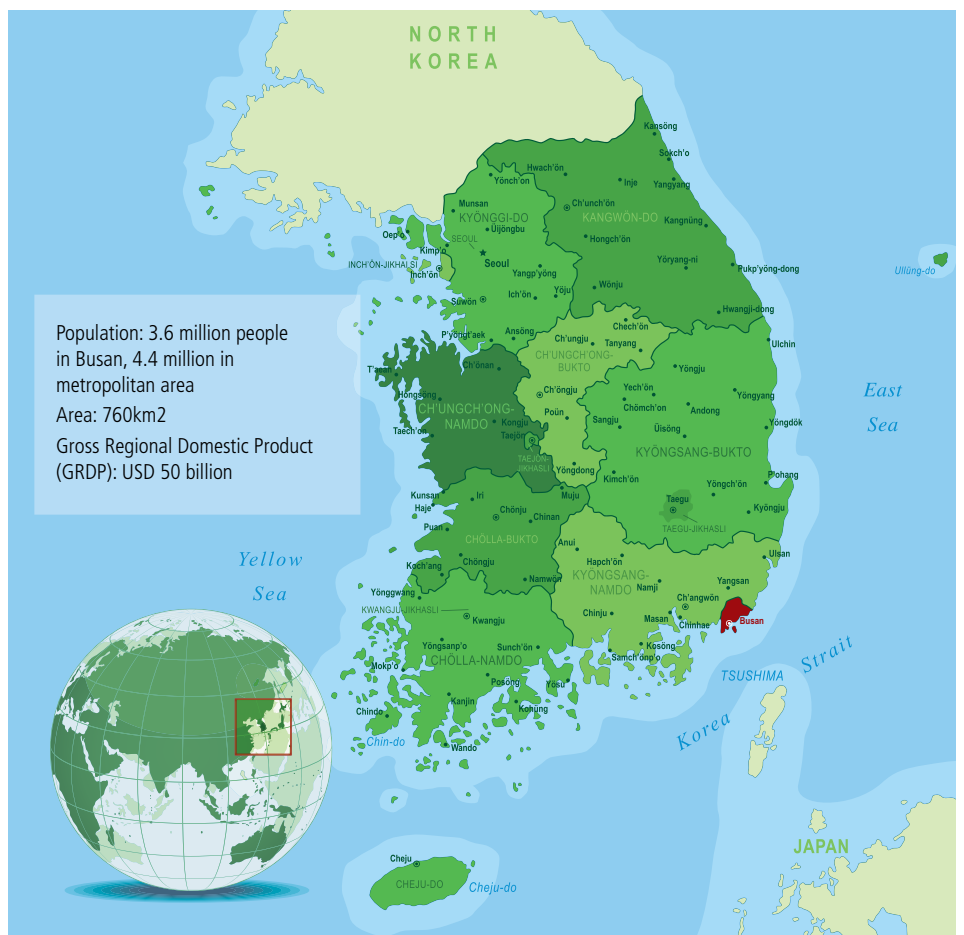 NORTH
KOREA
Kansŏng
Sokch'o
Hwach'ŏn
Yŏnch'on
Inje
Yangyang
Munsan
Ch'unch'ŏn
KYŎNGGI-DO
KANGWŎN-DO
Kangnŭng
Ŭijŏngbu
Oep'o
SEOUL
Hongch'ŏn
Kimp'o
INCH'ŎN-JIKHALSI
Seoul
Yŏryang-ni
Pukp'yŏng-dong
Ullŭng-do
Inch'ŏn
Yangp'yŏng
Wŏnju
Yŏju
Ich'ŏn
Suwŏn
Hwangji-dong
Population: 3.6 million people
in Busan, 4.4 million in
metropolitan area
Area: 760km2
Gross Regional Domestic Product
(GRDP): USD 50 billion
Chech'ŏn
P'yŏngt'aek
Ansŏng
Ch'ungju
Tanyang
Ulchin
CH'UNGCH'ONG-
BUKTO
T'aean
Ch'ŏnan
Yŏngju
Hongsŏng
Ch'ŏngju
Yech'ŏn
Yŏngyang
CH'UNGCH'ONG-
NAMDO
Chŏmch'on
Andong
Poŭn
Sangju
Kongju
Taech'on
Taejŏn
Ŭisŏng
Yŏngdŏk
KYŎNGSANG-BUKTO
TAEJŎN-
JIKHASLI
Yŏngdong
Kimch'ŏn
P'ohang
Yŏngch'ŏn
East
Sea
Kunsan
Iri
Muju
Taegu
Haje
Chŏnju
Chinan
Kyŏngju
Puan
TAEGU-JIKHASLI
CHŎLLA-BUKTO
Anui
Ulsan
Koch'ang
Chŏngju
Hapch'ŏn
KYŎNGSANG-
NAMDO
Namwŏn
Namji
Yangsan
Yellow
Sea
Yŏnggwang
KWANGJU-JIKHASLI
Kwangju
Chinju
Ch'angwŏn
Masan
Chinhae
Busan
Yŏngsanp'o
Sunch'ŏn
Kosŏng
Samch'ŏnp'o
CHŎLLA-NAMDO
Mokp'o
Posŏng
Yŏsu
TSUSHIMA
Korea Strait
Kanjin
Kohŭng
Chindo
Chin-do
Wando
JAPAN
Cheju
CHEJU-DO
Cheju-do